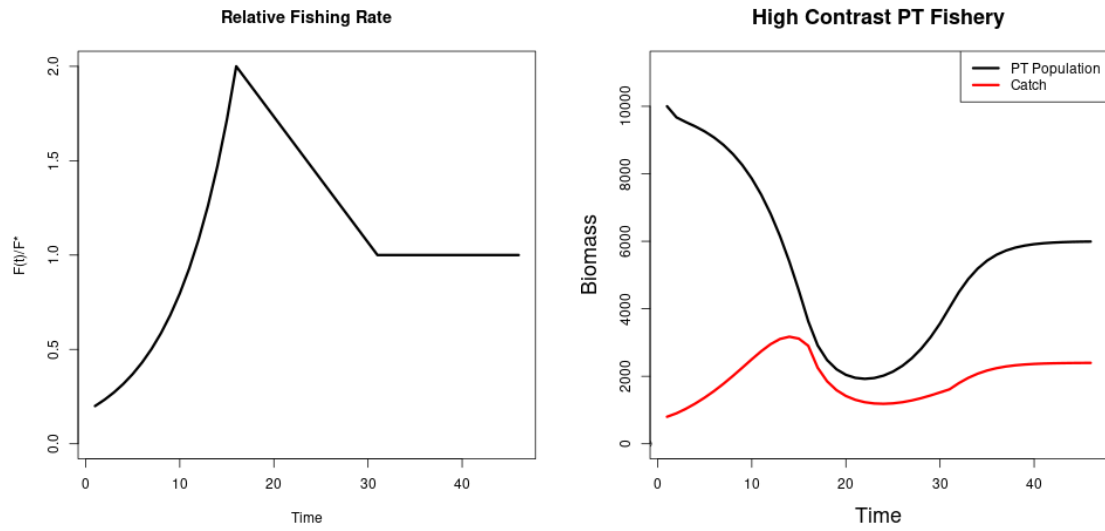 Relative Fishing Rate
F(t)/F*
2.0
1.5
1.0
0.5
0.0
0
10
20
30
40
Time
High Contrast PT Fishery
PT Population
Catch
Biomass
10000
8000
6000
4000
2000
0
0
10
20
30
40
Time